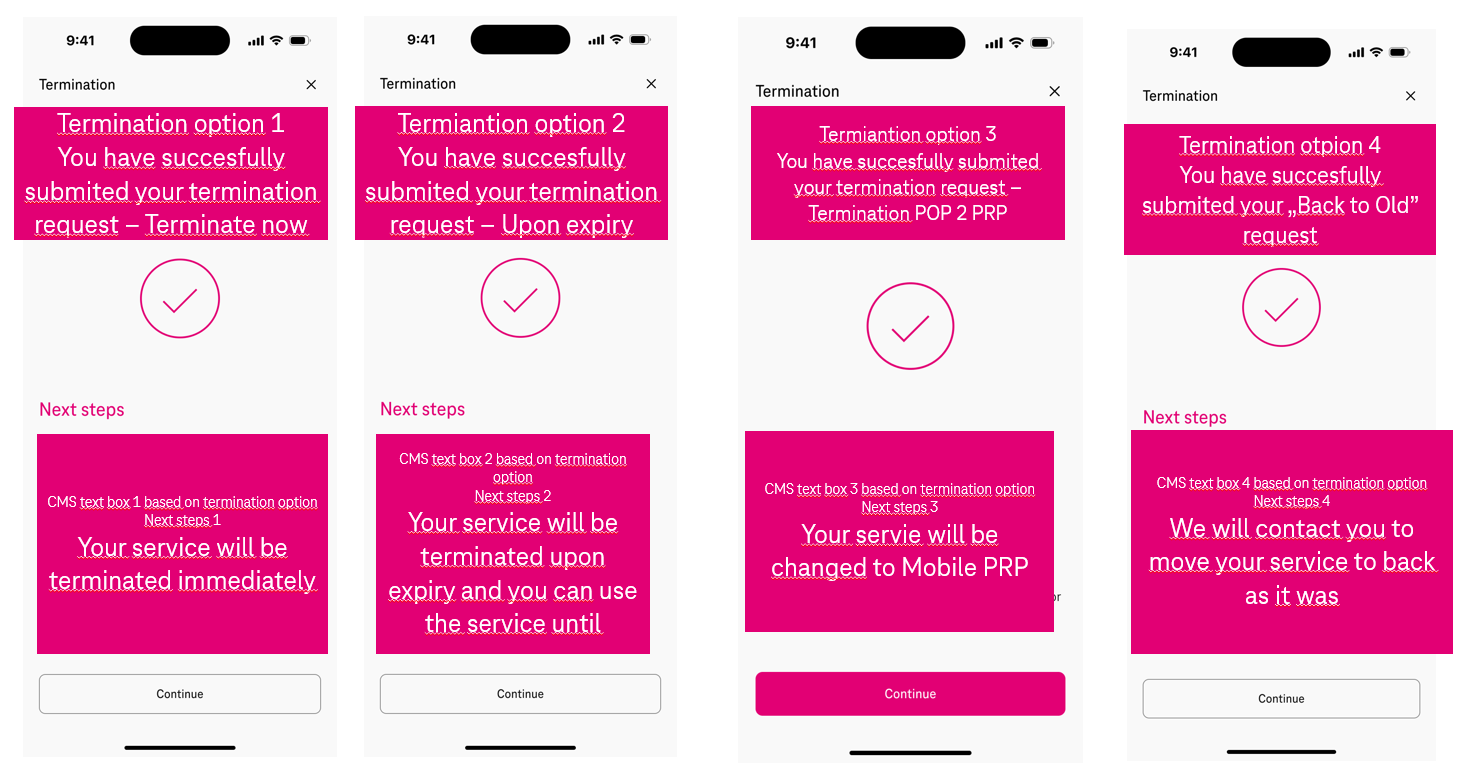 9:41
Termination
Termination option 1
You have succesfully
submited your termination
request – Terminate now
Next steps
CMS text box 1 based on termination option
Next steps 1
Your service will be
terminated immediately
Continue
9:41
Termination
Termiantion option 2
You have succesfully
submited your termination
request – Upon expiry
Next steps
CMS text box 2 based on termination
option
Next steps 2
Your service will be
terminated upon
expiry and you can use
the service until
Continue
9:41
Termination
Termiantion option 3
You have succesfully submited
your termination request –
Termination POP 2 PRP
CMS text box 3 based on termination option
Next steps 3
Your servie will be
changed to Mobile PRP
or
Continue
9:41
Termination
Termination otpion 4
You have succesfully
submited your „Back to Old”
request
Next steps
CMS text box 4 based on termination option
Next steps 4
We will contact you to
move your service to back
as it was
Continue